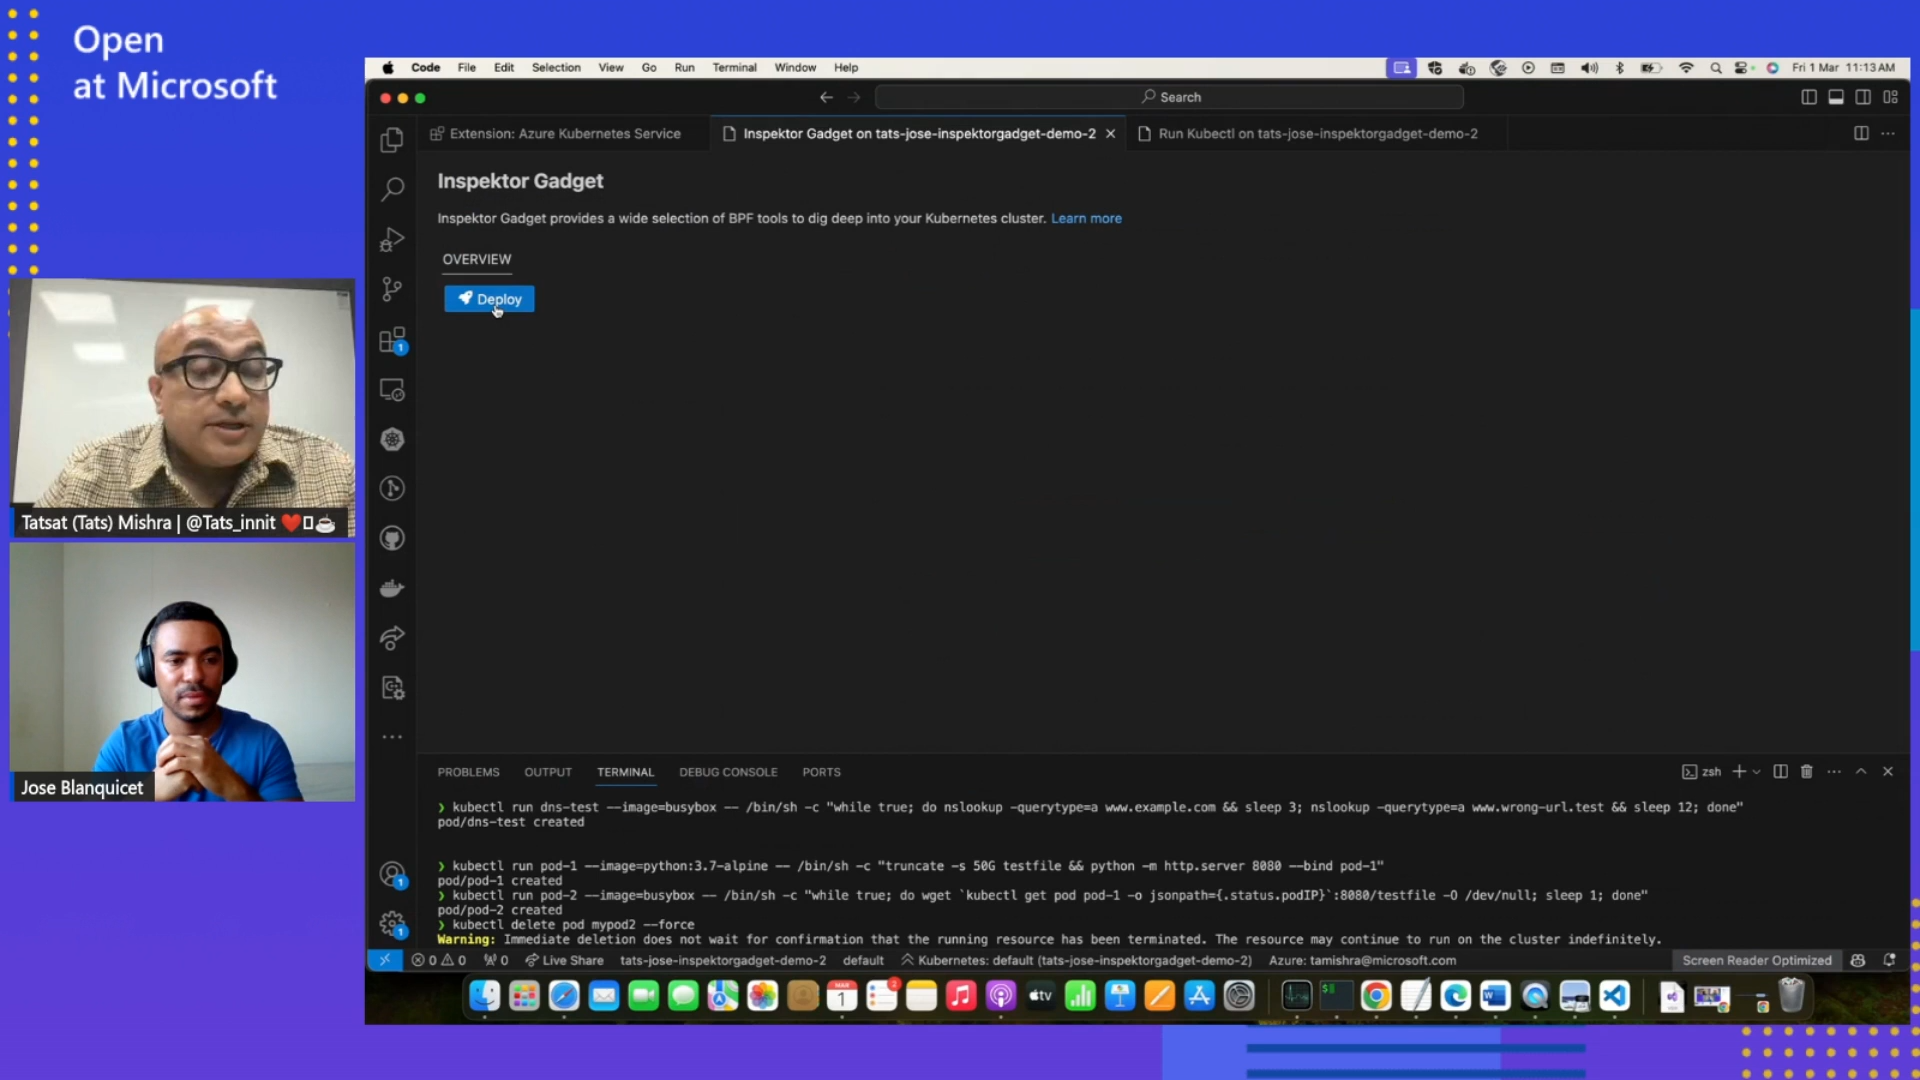 Open
at Microsoft
Code File Edit Selection View Go Run Terminal Window Help
Fri 1 Mar 11:13 AM
Search
Extension: Azure Kubernetes Service
Inspektor Gadget on tats-jose-inspektorgadget-demo-2
Run Kubectl on tats-jose-inspektorgadget-demo-2
Inspektor Gadget
Inspektor Gadget provides a wide selection of BPF tools to dig deep into your Kubernetes cluster. Learn more
OVERVIEW
Deploy
1
Tatsat (Tats) Mishra | @Tats_innit ❤️▯☕
Jose Blanquicet
PROBLEMS OUTPUT TERMINAL DEBUG CONSOLE PORTS
zsh
❯ kubectl run dns-test --image=busybox -- /bin/sh -c "while true; do nslookup -querytype=a www.example.com && sleep 3; nslookup -querytype=a www.wrong-url.test && sleep 12; done"
pod/dns-test created
❯ kubectl run pod-1 --image=python:3.7-alpine -- /bin/sh -c "truncate -s 50G testfile && python -m http.server 8080 --bind pod-1"
pod/pod-1 created
❯ kubectl run pod-2 --image=busybox -- /bin/sh -c "while true; do wget `kubectl get pod pod-1 -o jsonpath={.status.podIP}`:8080/testfile -O /dev/null; sleep 1; done"
pod/pod-2 created
❯ kubectl delete pod mypod2 --force
Warning: Immediate deletion does not wait for confirmation that the running resource has been terminated. The resource may continue to run on the cluster indefinitely.
1
1
0 0 0 Live Share tats-jose-inspektorgadget-demo-2 default Kubernetes: default (tats-jose-inspektorgadget-demo-2) Azure: tamishra@microsoft.com Screen Reader Optimized
MAR
1
2
tv